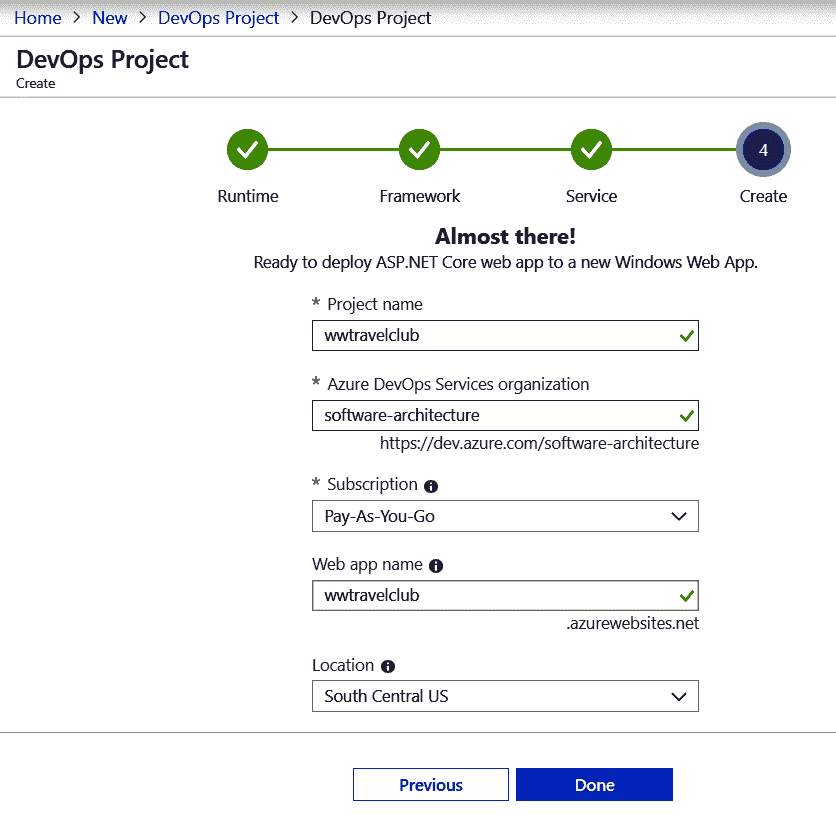 Home > New > DevOps Project > DevOps Project
DevOps Project
Create
4
Runtime Framework Service Create
Almost there!
Ready to deploy ASP.NET Core web app to a new Windows Web App.
* Project name
wwtravelclub
* Azure DevOps Services organization
software-architecture
https://dev.azure.com/software-architecture
* Subscription
Pay-As-You-Go
Web app name
wwtravelclub
.azurewebsites.net
Location
South Central US
Previous Done